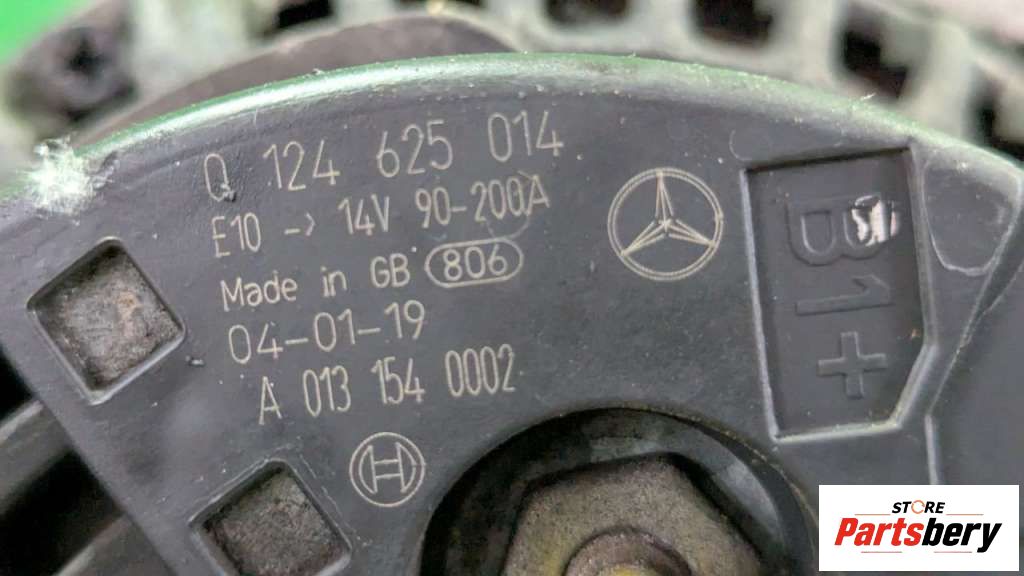 0 124 625 014
E10 -> 14V 90-200A
Made in GB 806
04-01-19
A 013 154 0002
B1+
STORE
Partsbery